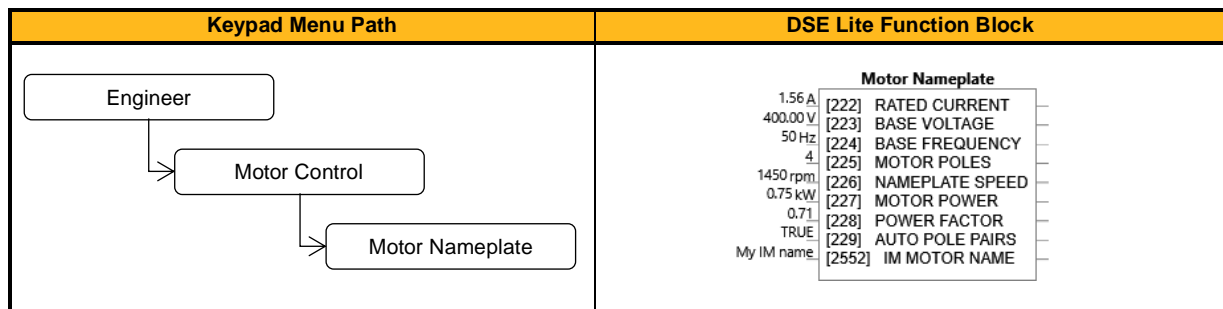 Keypad Menu Path
DSE Lite Function Block
Engineer
Motor Control
Motor Nameplate
Motor Nameplate
1.56 A [222] RATED CURRENT
400.00 V [223] BASE VOLTAGE
50 Hz [224] BASE FREQUENCY
4 [225] MOTOR POLES
1450 rpm [226] NAMEPLATE SPEED
0.75 kW [227] MOTOR POWER
0.71 [228] POWER FACTOR
TRUE [229] AUTO POLE PAIRS
My IM name [2552] IM MOTOR NAME